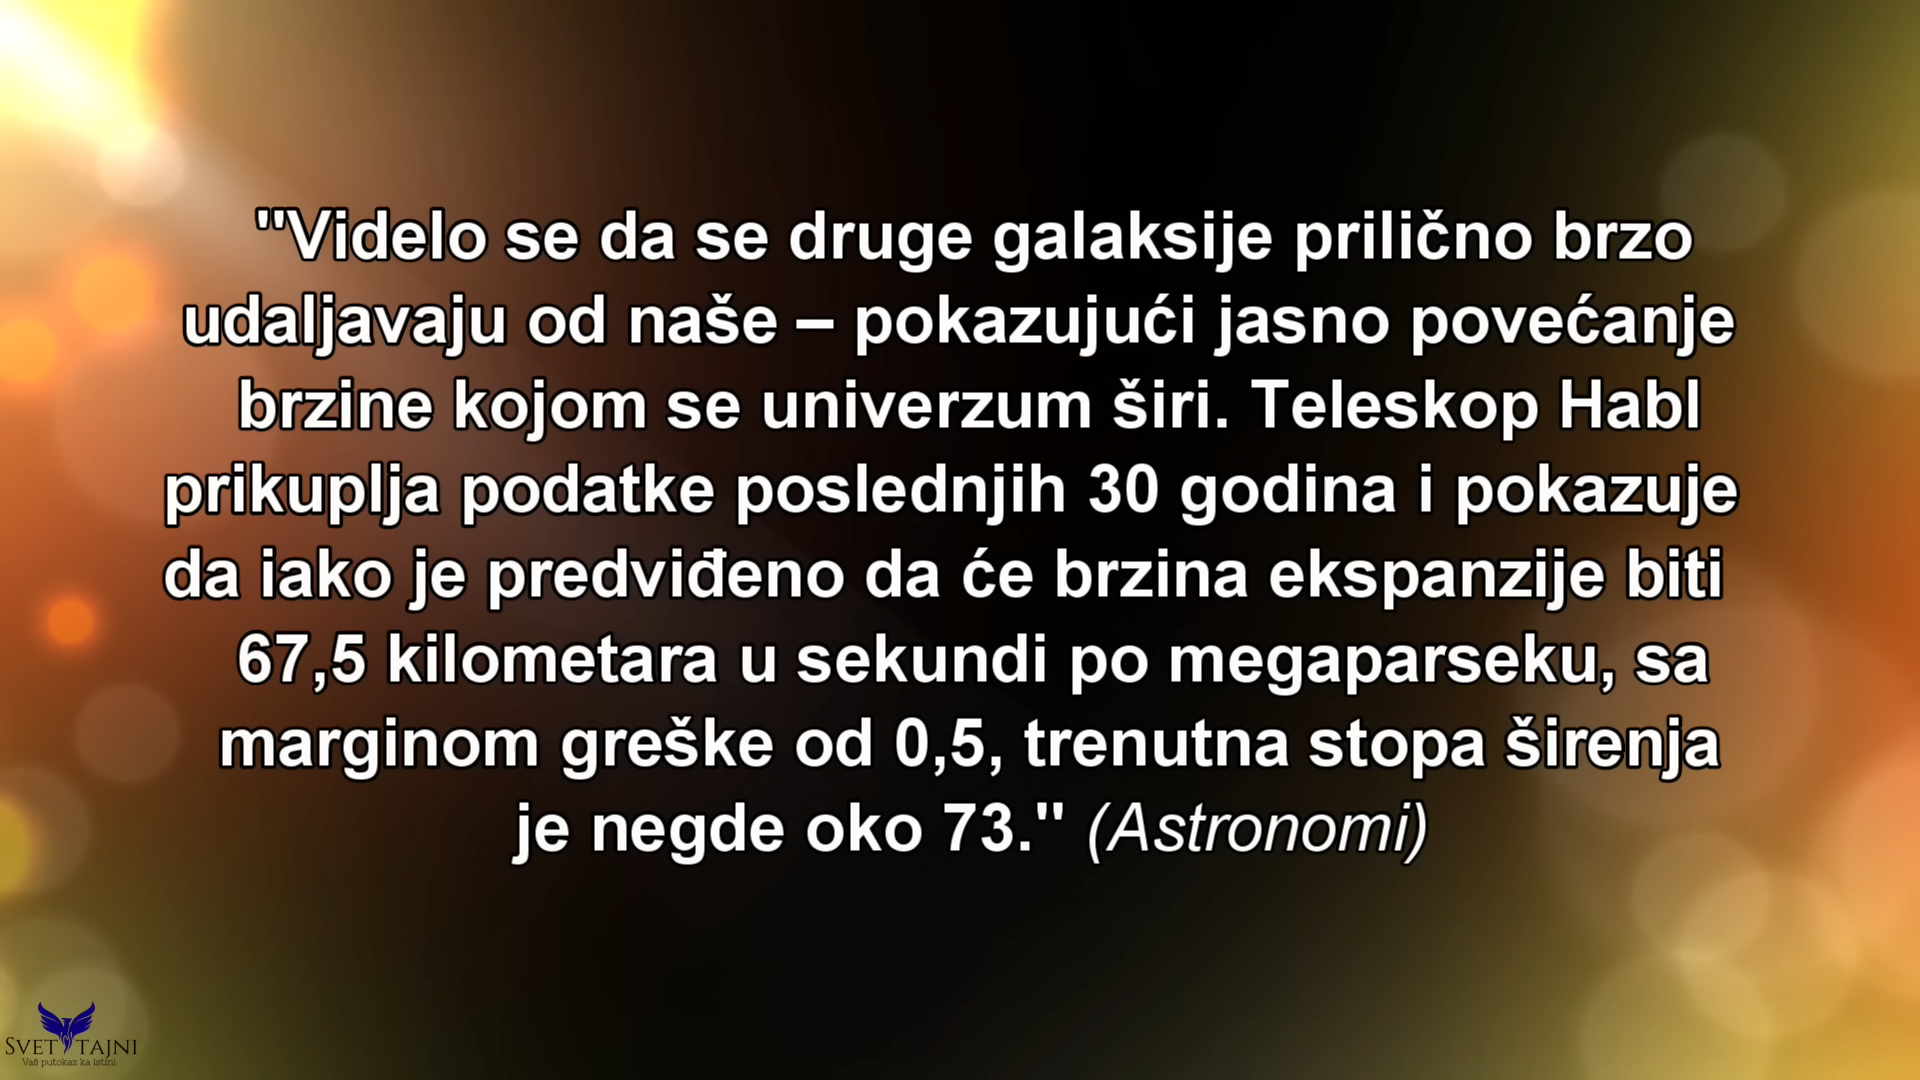 "Videlo se da se druge galaksije prilično brzo
udaljavaju od naše – pokazujući jasno povećanje
brzine kojom se univerzum širi. Teleskop Habl
prikuplja podatke poslednjih 30 godina i pokazuje
da iako je predviđeno da će brzina ekspanzije biti
67,5 kilometara u sekundi po megaparseku, sa
marginom greške od 0,5, trenutna stopa širenja
je negde oko 73." (Astronomi)
SVET TAJNI
Vaš putokaz ka istini